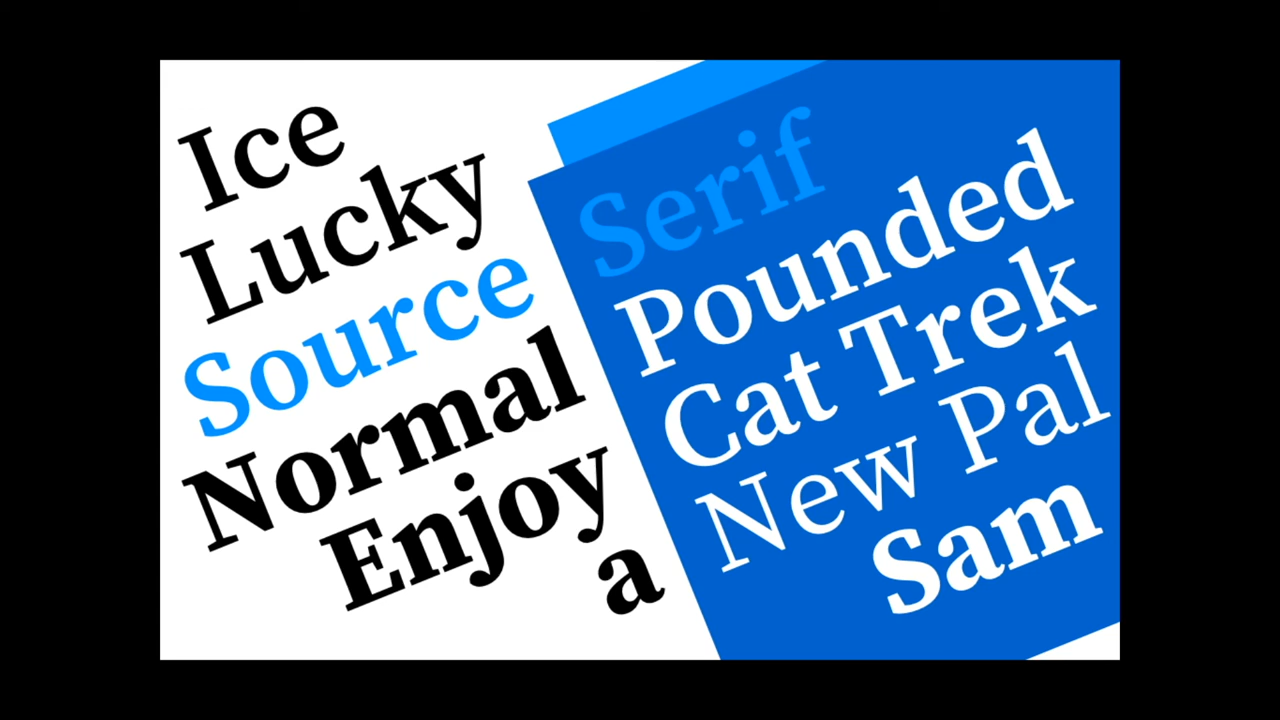 Ice
Lucky
Source
Normal
Enjoy
a
Serif
Pounded
Cat Trek
New Pal
Sam